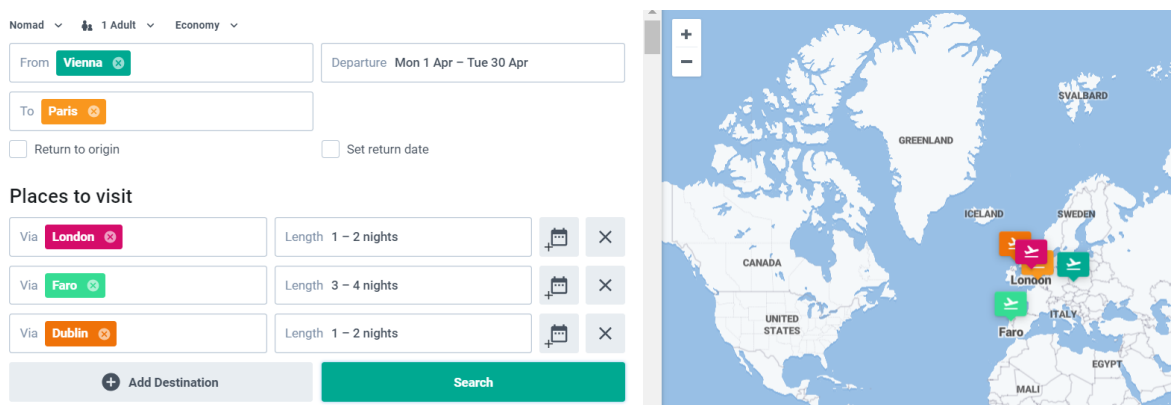 Nomad 1 Adult Economy
From Vienna Departure Mon 1 Apr – Tue 30 Apr
To Paris
Return to origin Set return date
Places to visit
Via London Length 1 – 2 nights
Via Faro Length 3 – 4 nights
Via Dublin Length 1 – 2 nights
Add Destination Search
+
−
SVALBARD
GREENLAND
ICELAND SWEDEN
CANADA
London
UNITED
STATES
ITALY
Faro
EGYPT
MALI